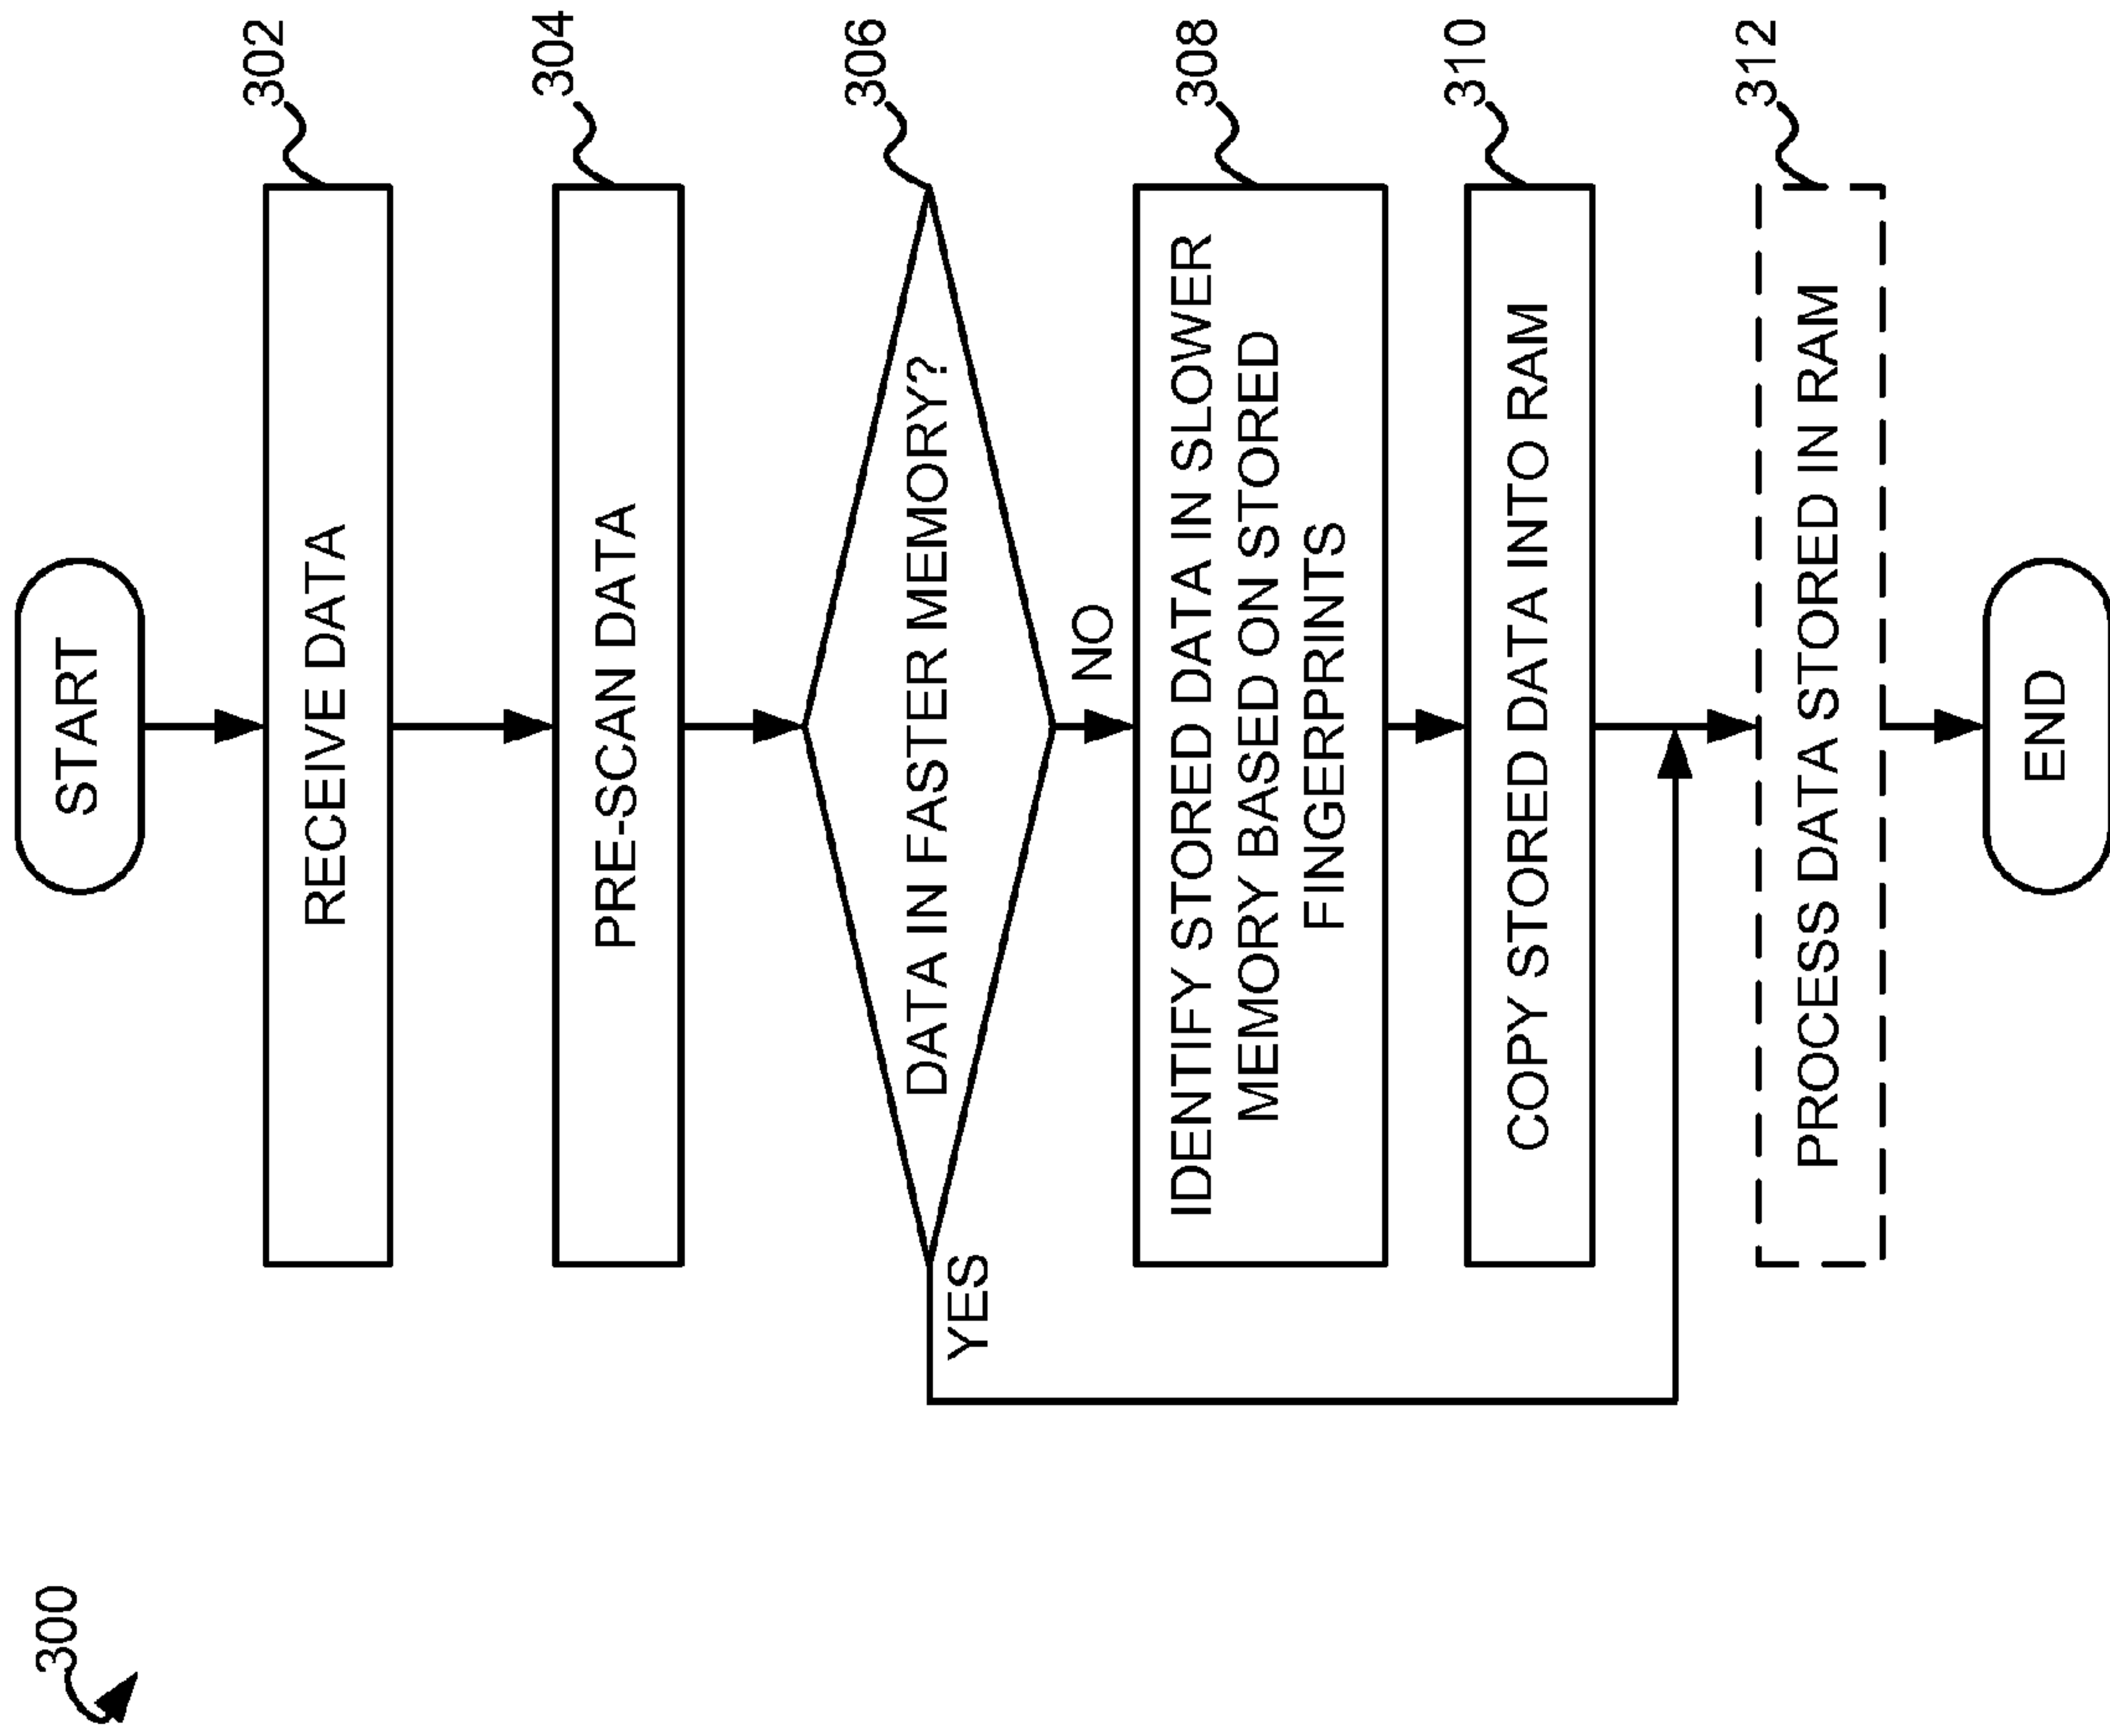 300
START
302
RECEIVE DATA
304
PRE-SCAN DATA
306
DATA IN FASTER MEMORY?
YES
NO
308
IDENTIFY STORED DATA IN SLOWER
MEMORY BASED ON STORED
FINGERPRINTS
310
COPY STORED DATA INTO RAM
312
PROCESS DATA STORED IN RAM
END